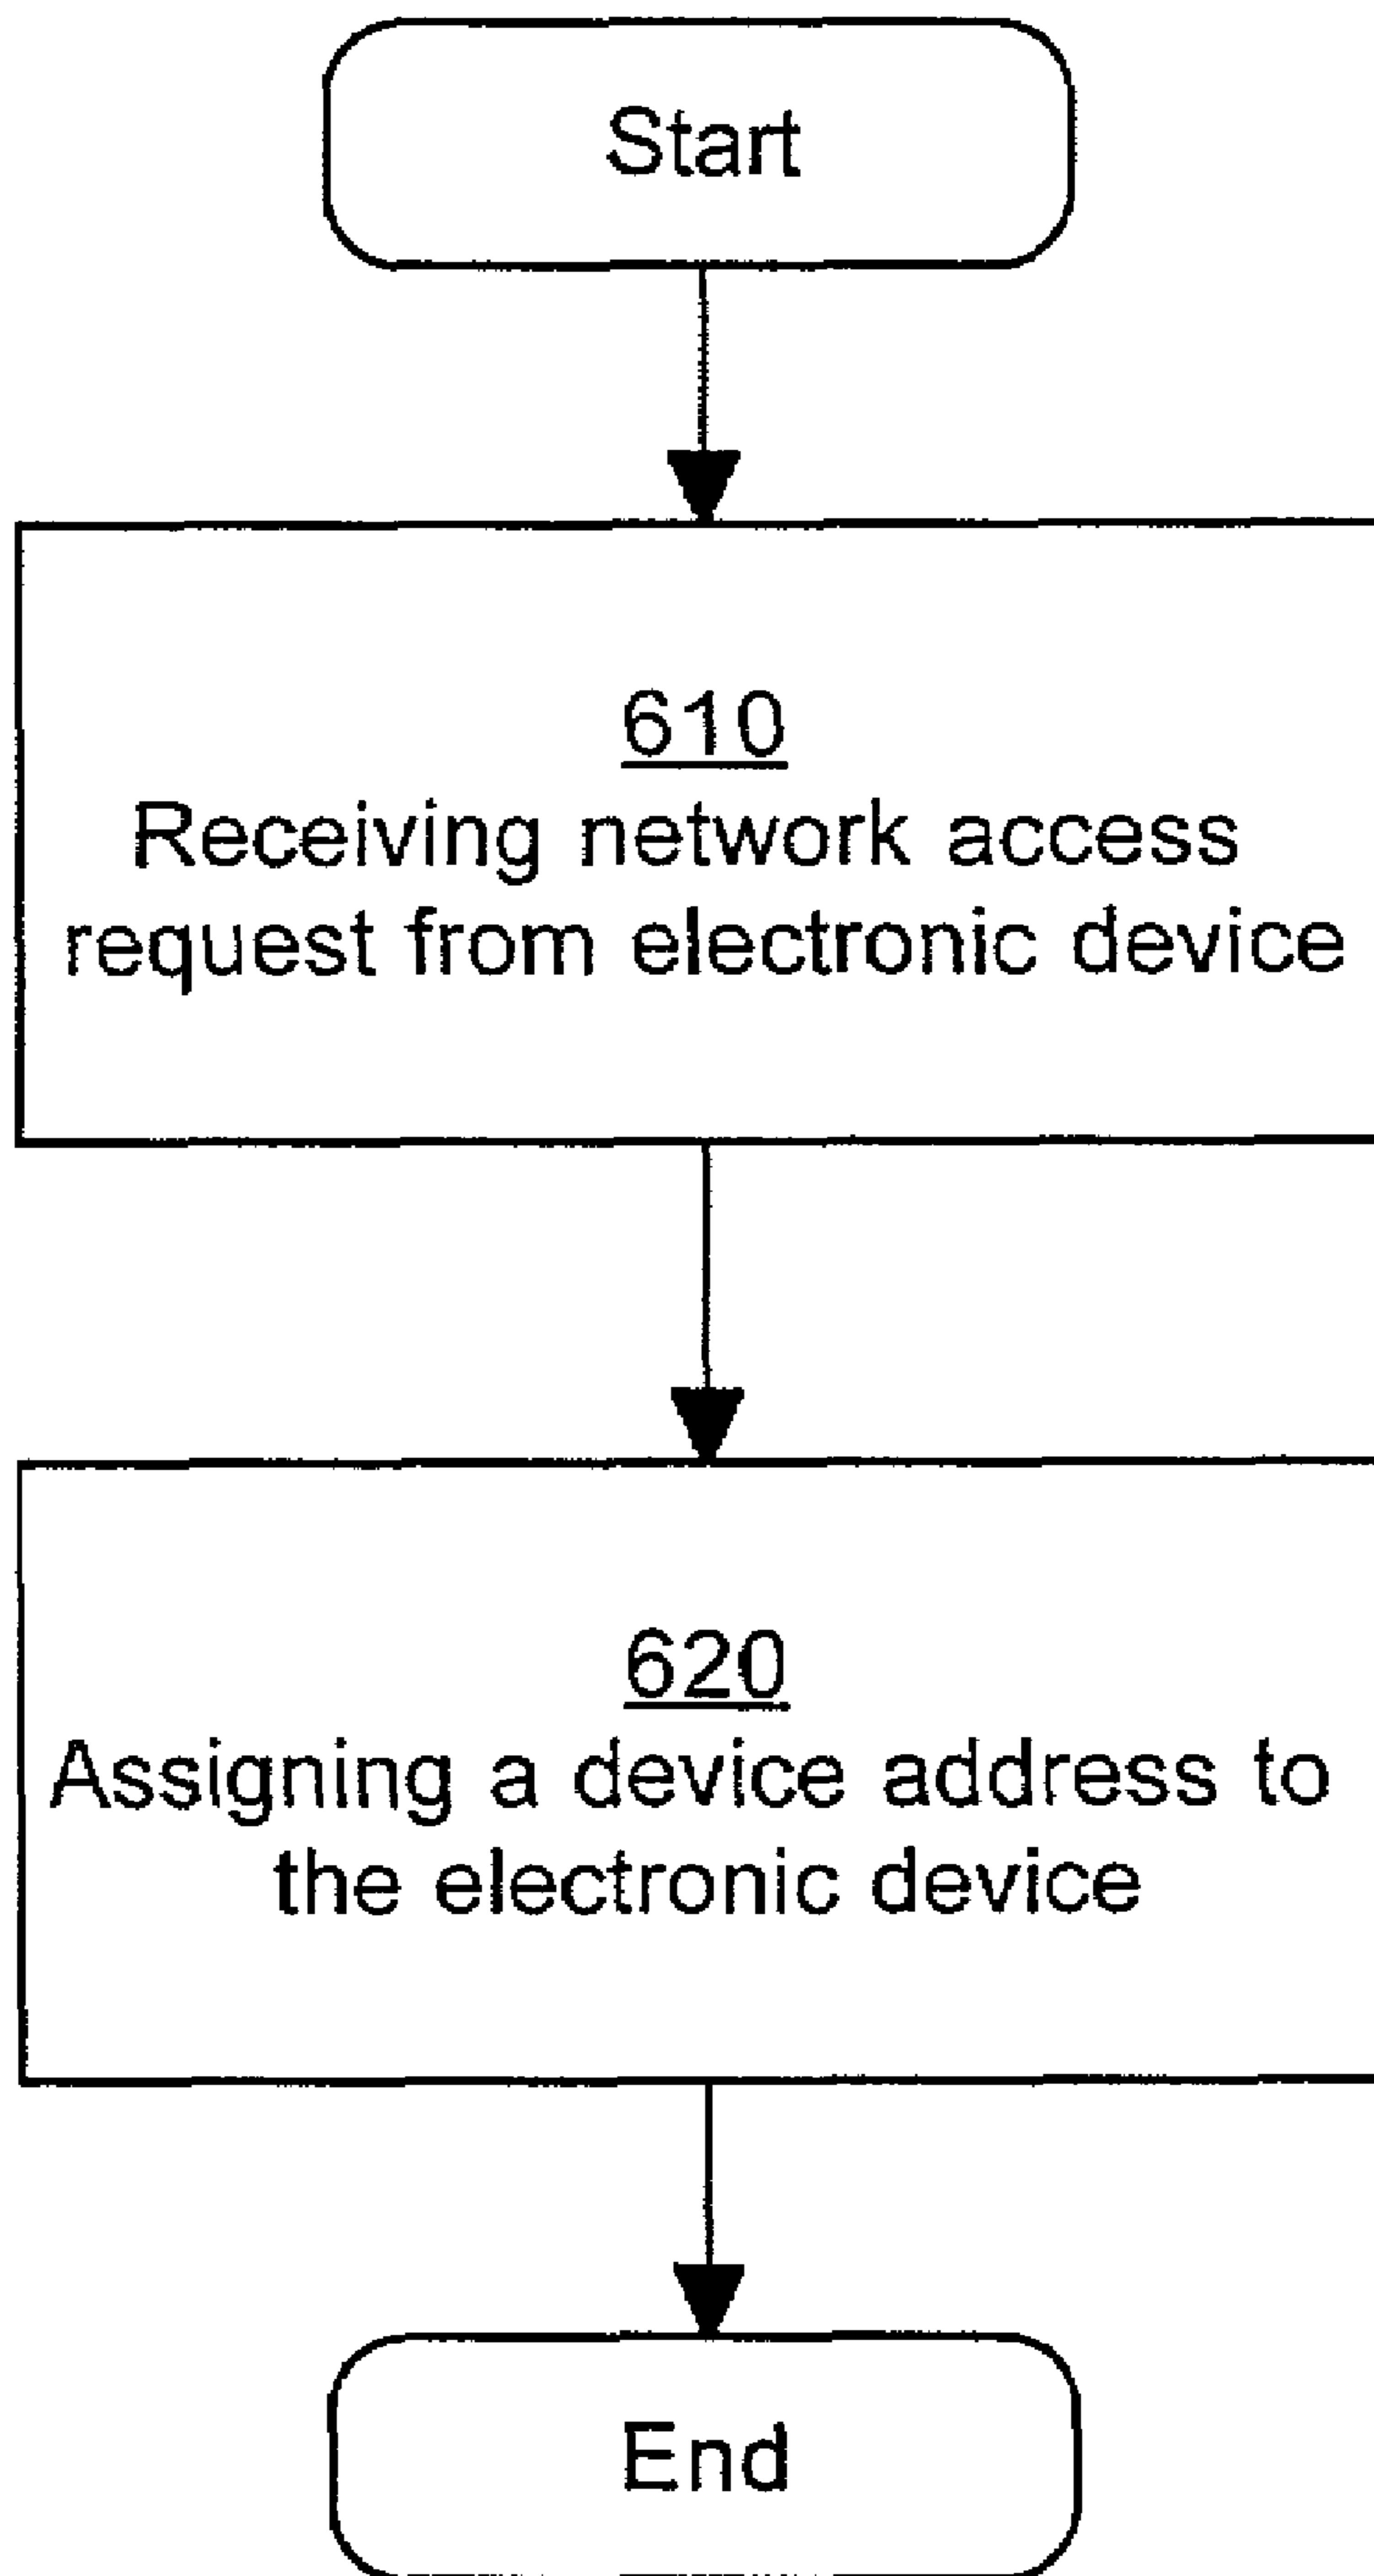 Start
610
Receiving network access
request from electronic device
620
Assigning a device address to
the electronic device
End